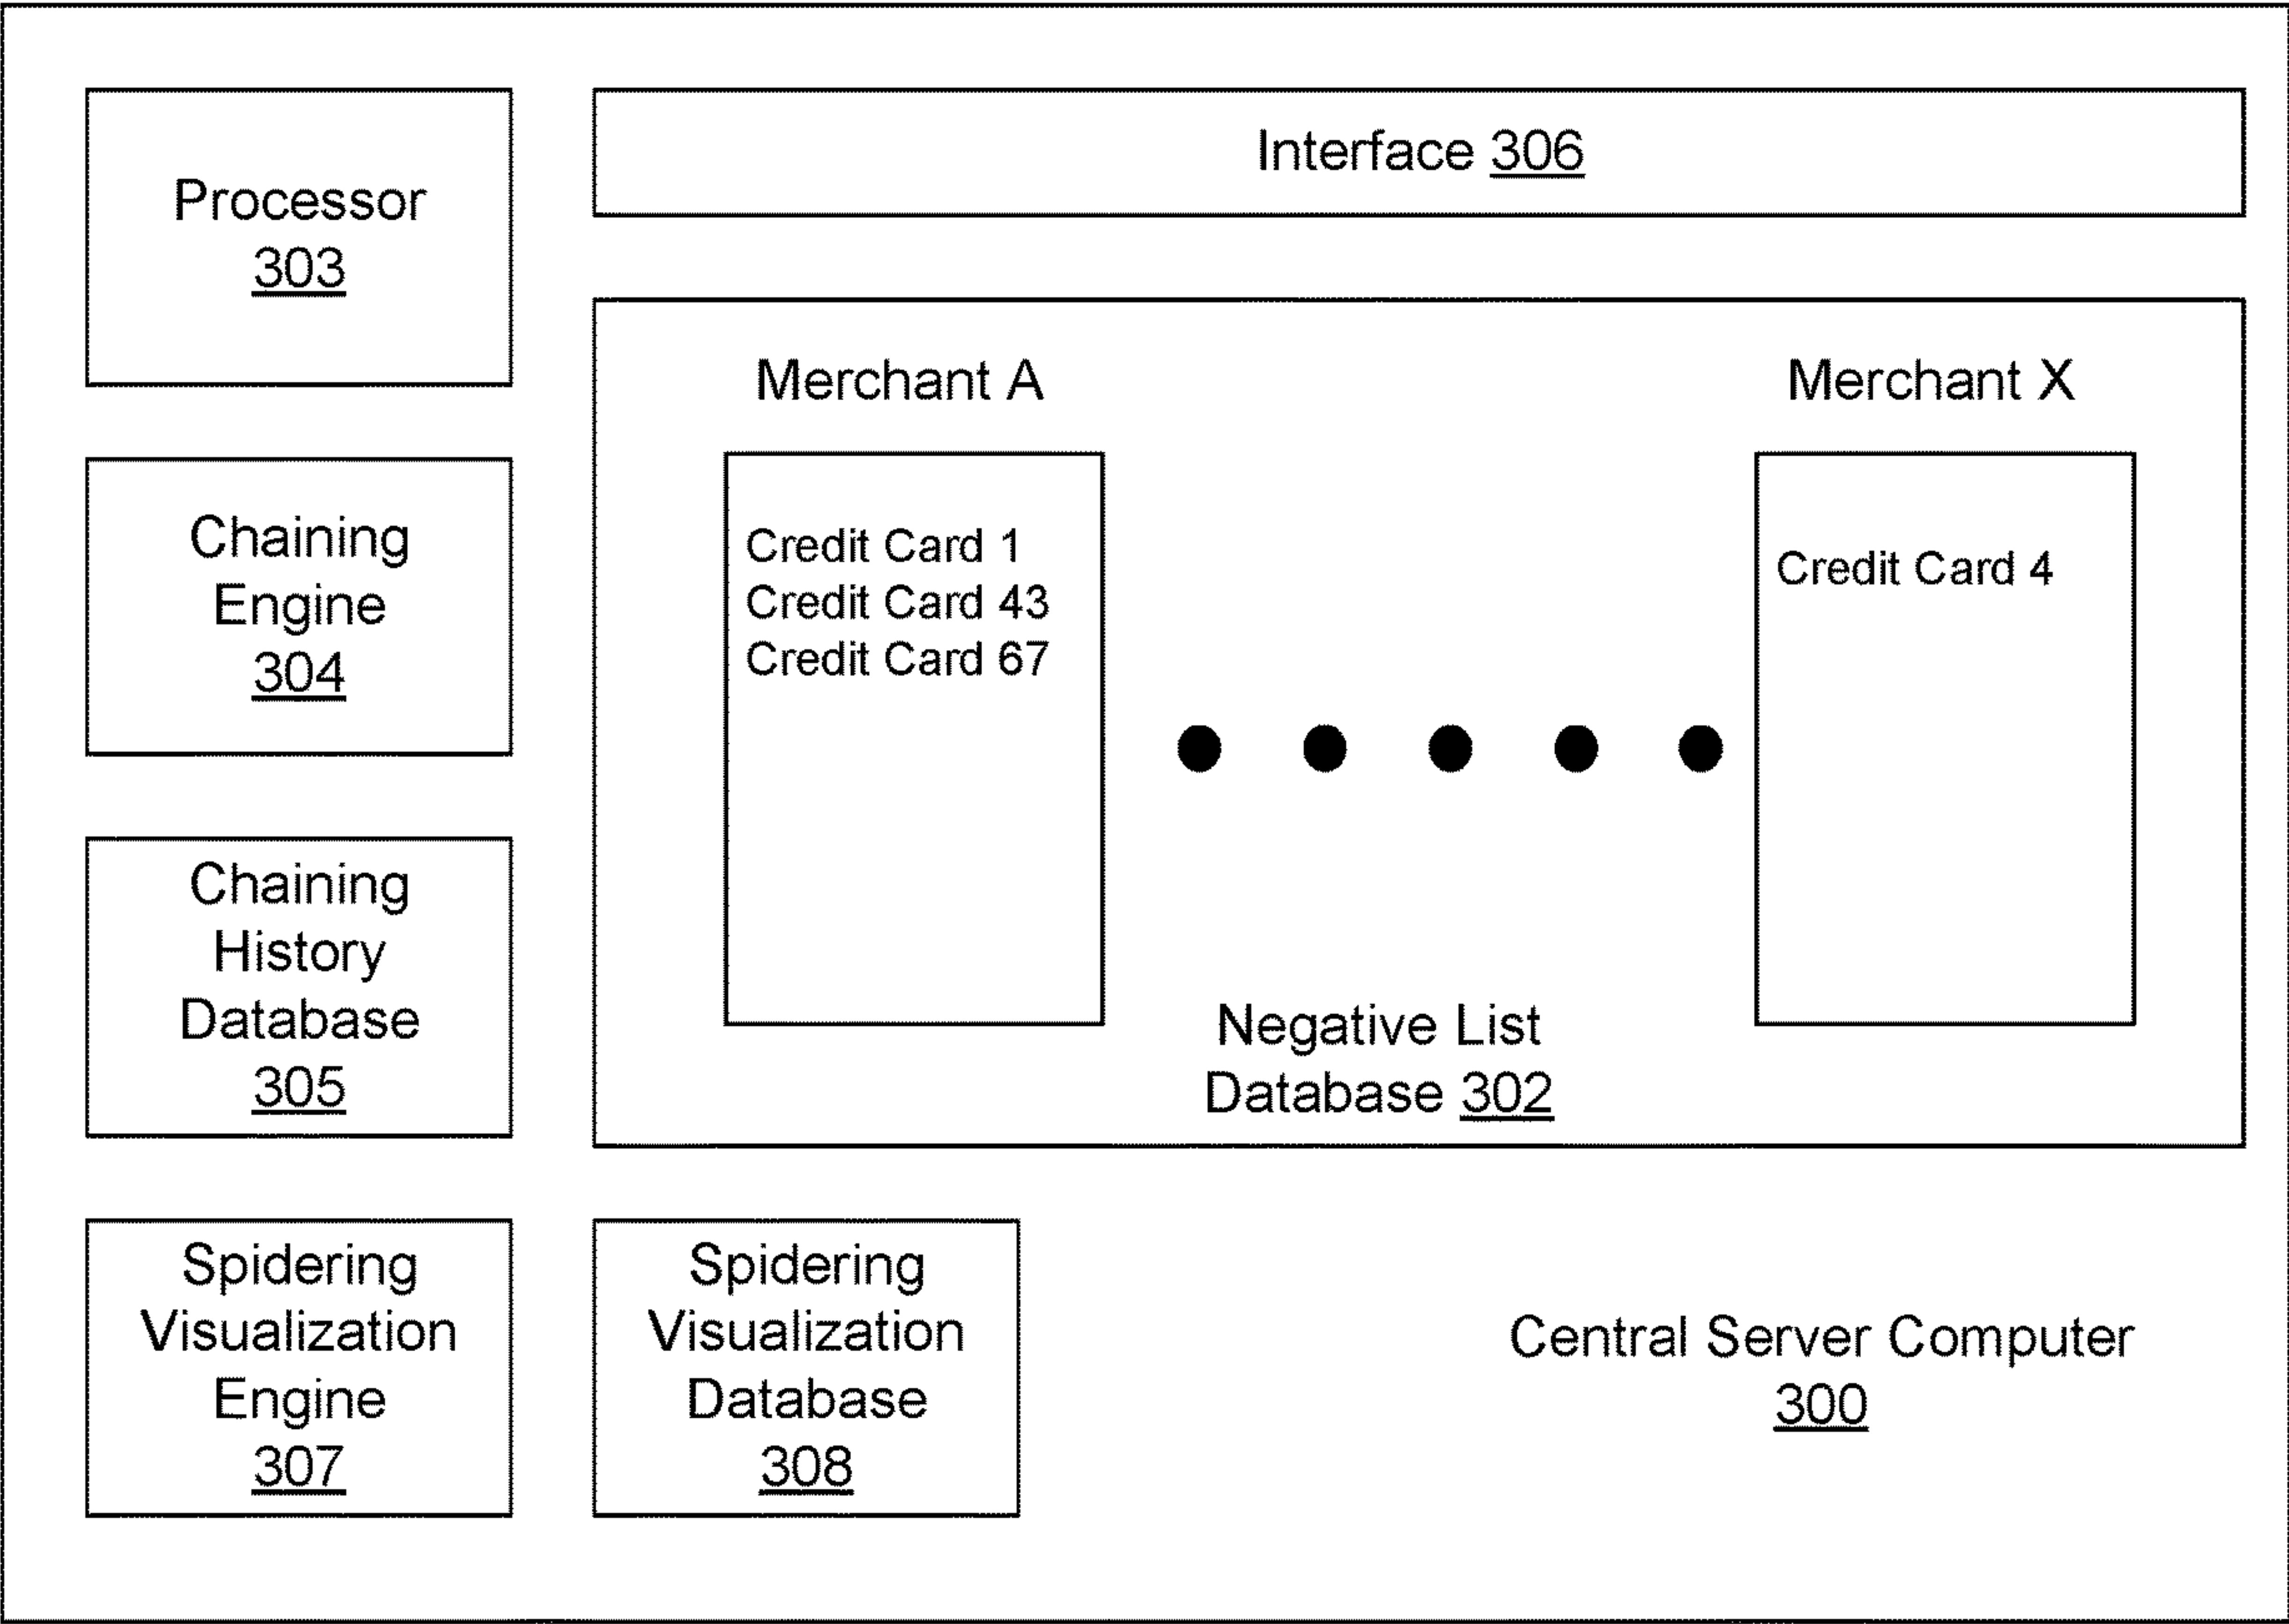 Processor
303
Interface 306
Chaining
Engine
304
Chaining
History
Database
305
Merchant A
Credit Card 1
Credit Card 43
Credit Card 67
Merchant X
Credit Card 4
Negative List
Database 302
Spidering
Visualization
Engine
307
Spidering
Visualization
Database
308
Central Server Computer
300